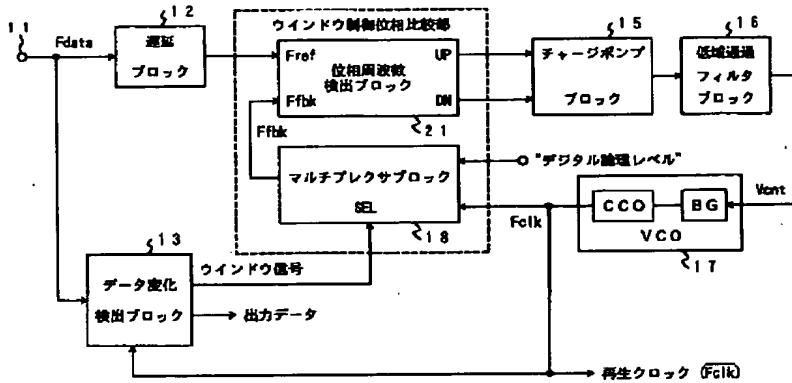 11
Fdata
12
遅延
ブロック
ウインドウ制御位相比較部
Fref
UP
位相周波数
検出ブロック
Ffbk
DN
21
15
チャージポンプ
ブロック
16
低域通過
フィルタ
ブロック
Ffbk
マルチプレクサブロック
SEL
18
"デジタル論理レベル"
Fclk
CCO
BG
VCO
17
Vcnt
13
データ変化
検出ブロック
ウインドウ信号
出力データ
再生クロック (Fclk)